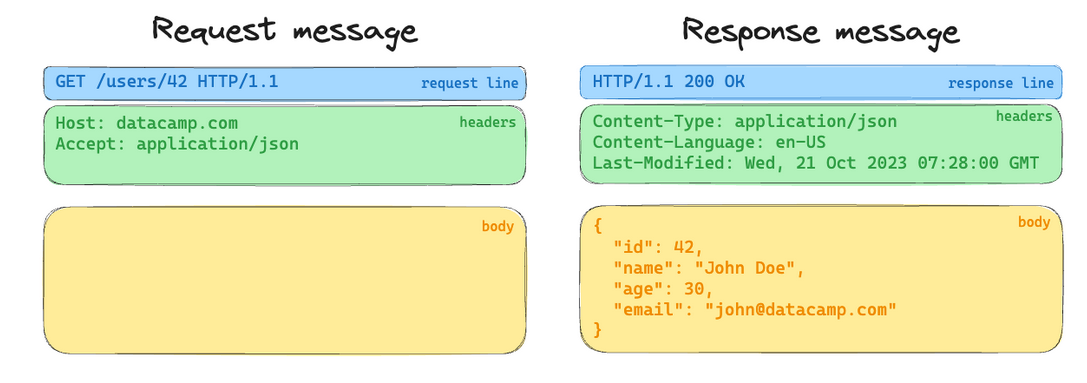 Request message
GET /users/42 HTTP/1.1
request line
Host: datacamp.com
headers
Accept: application/json
body
Response message
HTTP/1.1 200 OK
response line
headers
Content-Type: application/json
Content-Language: en-US
Last-Modified: Wed, 21 Oct 2023 07:28:00 GMT
body
{
  "id": 42,
  "name": "John Doe",
  "age": 30,
  "email": "john@datacamp.com"
}